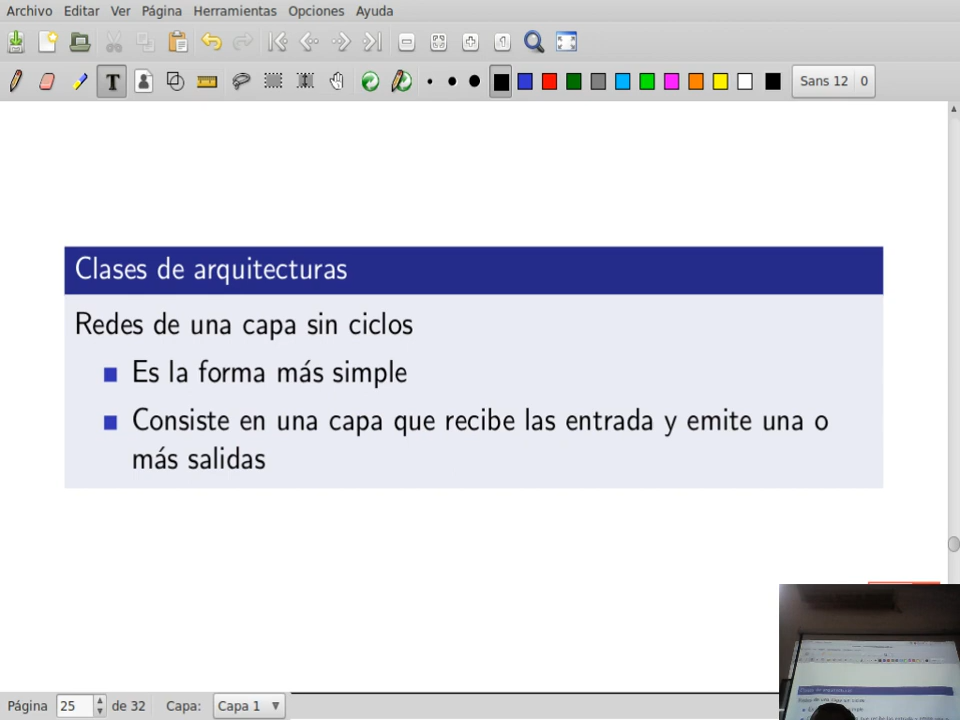 Archivo Editar Ver Página Herramientas Opciones Ayuda
T Sans 12 0
Clases de arquitecturas
Redes de una capa sin ciclos
Es la forma más simple
Consiste en una capa que recibe las entrada y emite una o
más salidas
Página 25 de 32 Capa: Capa 1